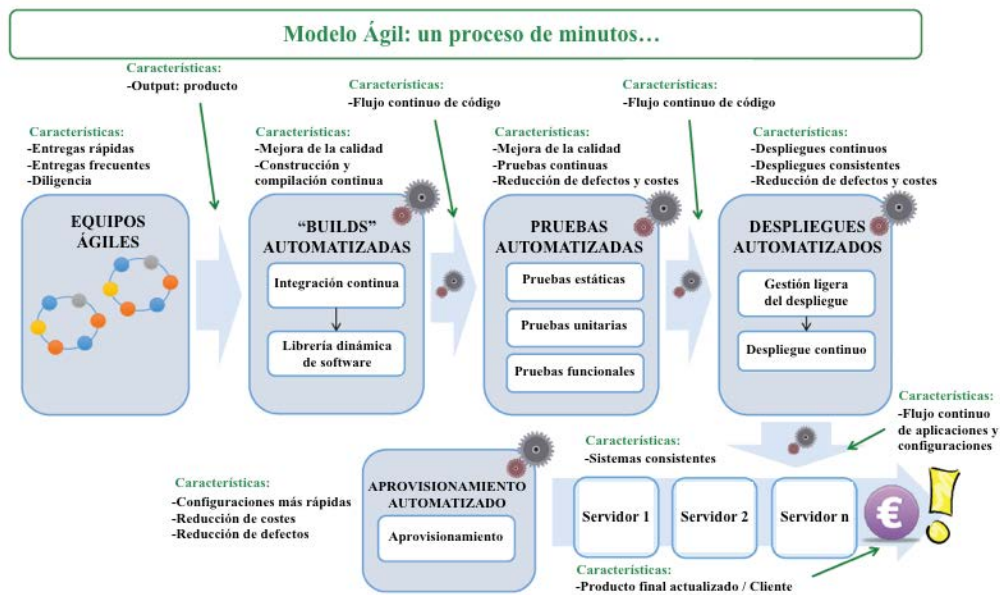 Modelo Ágil: un proceso de minutos…
Características:
-Output: producto
Características:
-Flujo continuo de código
Características:
-Flujo continuo de código
Características:
-Entregas rápidas
-Entregas frecuentes
-Diligencia
Características:
-Mejora de la calidad
-Construcción y
compilación continua
Características:
-Mejora de la calidad
-Pruebas continuas
-Reducción de defectos y costes
Características:
-Despliegues continuos
-Despliegues consistentes
-Reducción de defectos y costes
EQUIPOS
ÁGILES
“BUILDS”
AUTOMATIZADAS
Integración continua
Librería dinámica
de software
PRUEBAS
AUTOMATIZADAS
Pruebas estáticas
Pruebas unitarias
Pruebas funcionales
DESPLIEGUES
AUTOMATIZADOS
Gestión ligera
del despliegue
Despliegue continuo
Características:
-Flujo continuo
de aplicaciones y
configuraciones
Características:
-Sistemas consistentes
Características:
-Configuraciones más rápidas
-Reducción de costes
-Reducción de defectos
APROVISIONAMIENTO
AUTOMATIZADO
Aprovisionamiento
Servidor 1
Servidor 2
Servidor n
€
!
Características:
-Producto final actualizado / Cliente